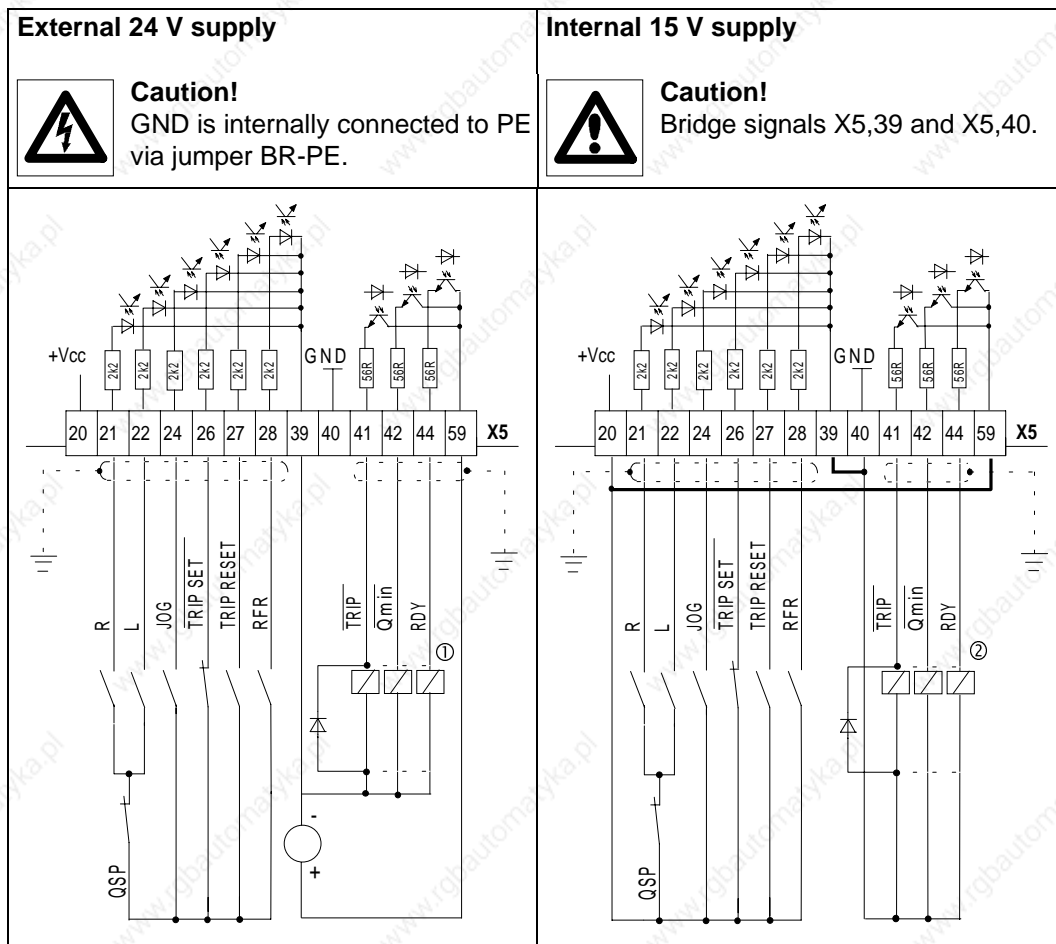 External 24 V supply
Caution!
GND is internally connected to PE
via jumper BR-PE.
Internal 15 V supply
Caution!
Bridge signals X5,39 and X5,40.
+Vcc
2k2
2k2
2k2
2k2
2k2
2k2
GND
56R
56R
56R
20 21 22 24 26 27 28 39 40 41 42 44 59 X5
R
L
JOG
TRIP SET
TRIP RESET
RFR
TRIP
Qmin
RDY
①
QSP
-
+
+Vcc
2k2
2k2
2k2
2k2
2k2
2k2
GND
56R
56R
56R
20 21 22 24 26 27 28 39 40 41 42 44 59 X5
R
L
JOG
TRIP SET
TRIP RESET
RFR
TRIP
Qmin
RDY
②
QSP
www.rgbautomatyka.pl